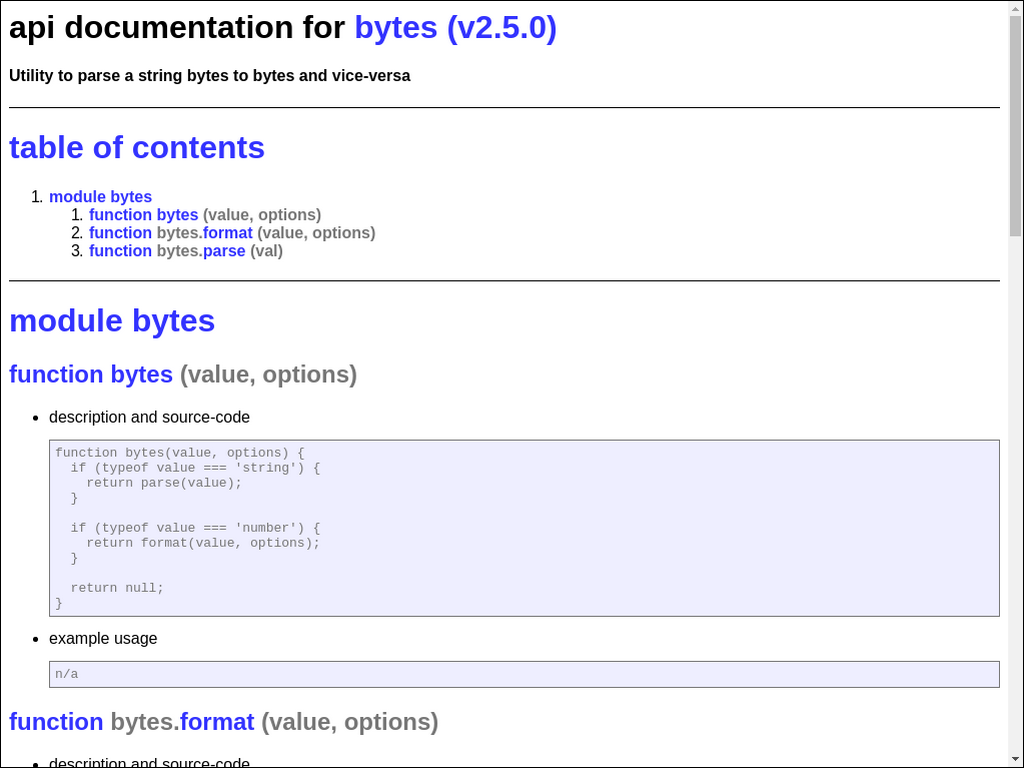 api documentation for bytes (v2.5.0)
Utility to parse a string bytes to bytes and vice-versa
table of contents
1. module bytes
1. function bytes (value, options)
2. function bytes.format (value, options)
3. function bytes.parse (val)
module bytes
function bytes (value, options)
• description and source-code
function bytes(value, options) {
  if (typeof value === 'string') {
    return parse(value);
  }
  if (typeof value === 'number') {
    return format(value, options);
  }
  return null;
}
• example usage
n/a
function bytes.format (value, options)
• description and source-code